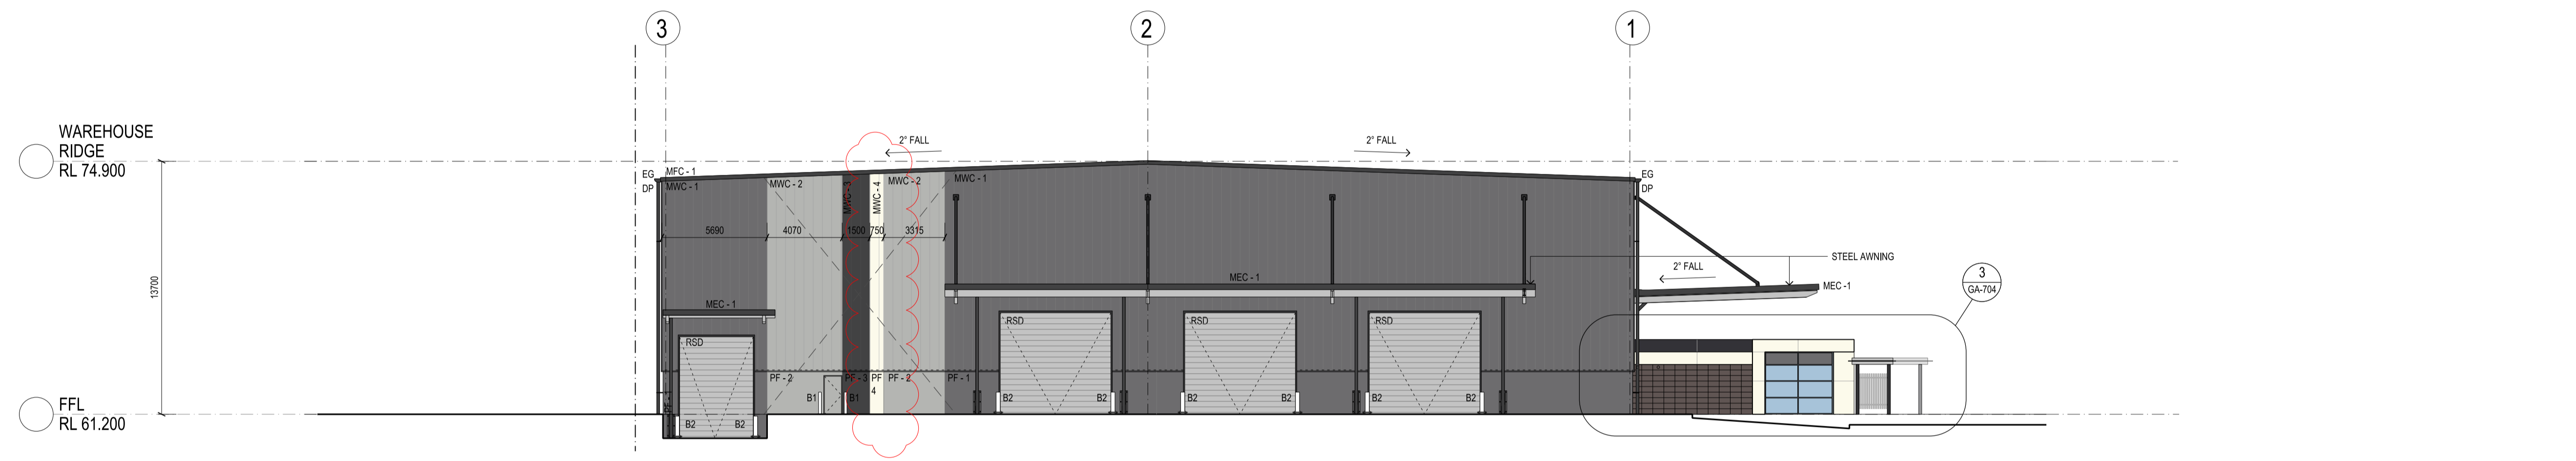 3
2
1
WAREHOUSE
RIDGE
RL 74.900
2° FALL
2° FALL
EG
DP
MFC - 1
MWC - 1
MWC - 2
MWC - 3
MWC - 4
MWC - 2
MWC - 1
EG
DP
5690
4070
1500
750
3315
STEEL AWNING
2° FALL
MEC - 1
MEC -1
3
GA-704
13700
MEC - 1
RSD
RSD
RSD
RSD
PF - 2
PF - 3
PF
4
PF - 2
PF - 1
PF - 1
B1
B1
B2
B2
B2
B2
B2
B2
B2
B2
FFL
RL 61.200